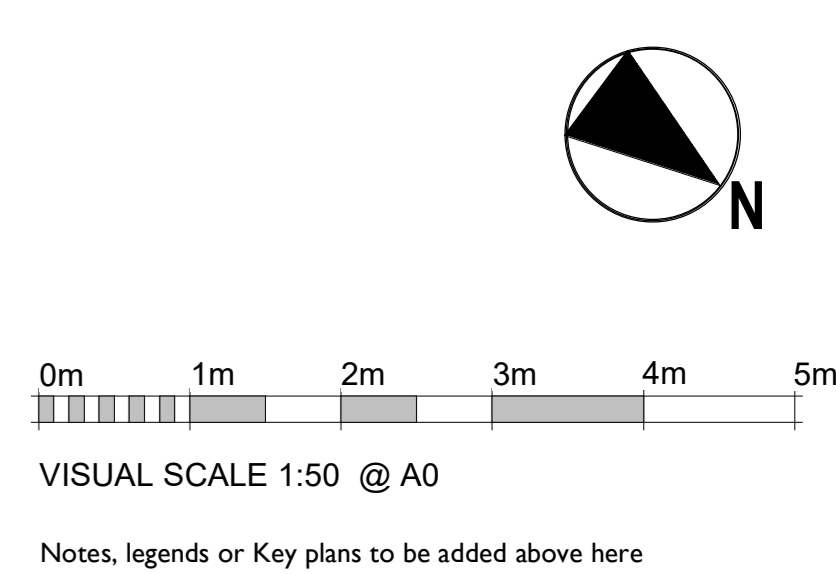 N
0m 1m 2m 3m 4m 5m
VISUAL SCALE 1:50 @ A0
Notes, legends or Key plans to be added above here